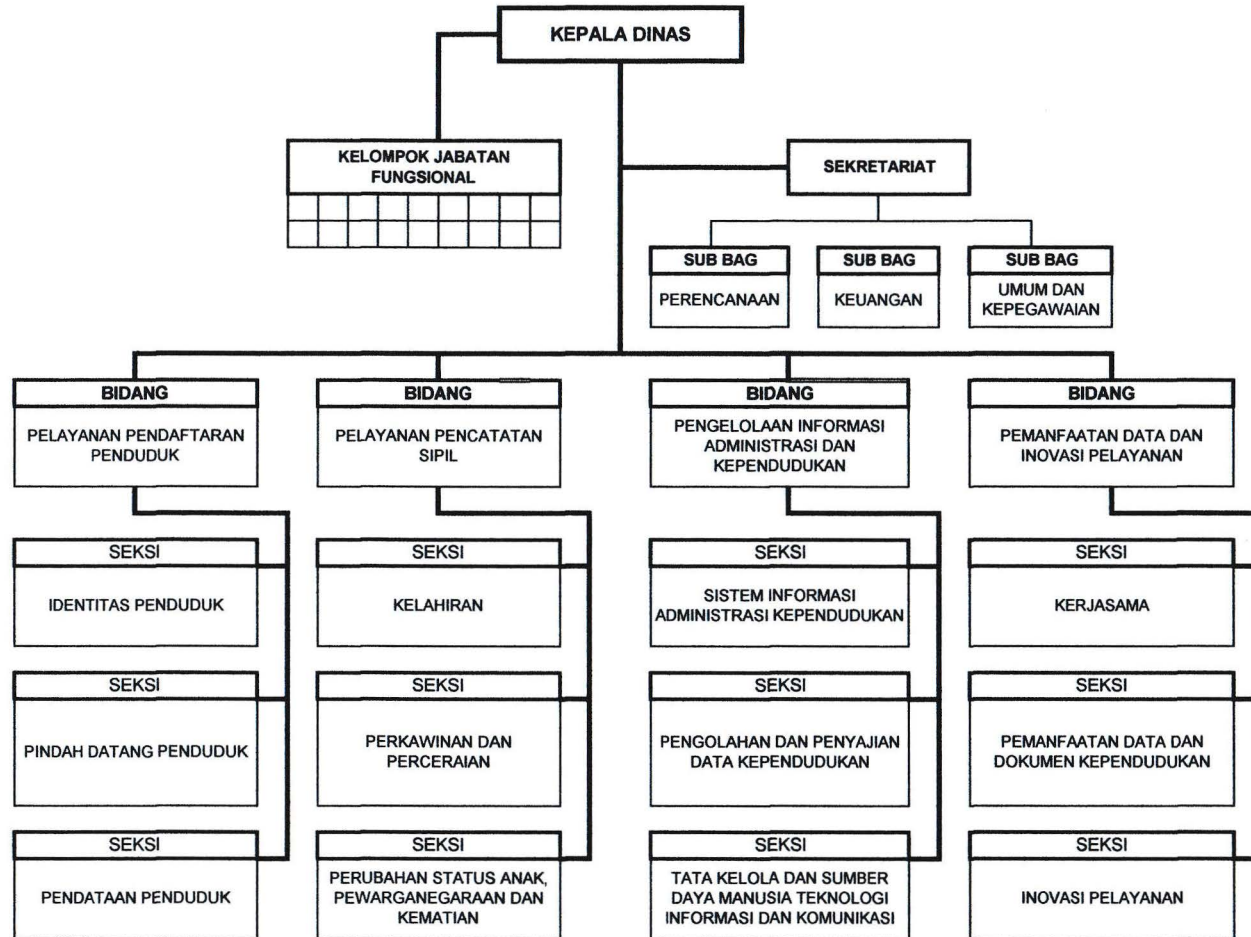 KEPALA DINAS
KELOMPOK JABATAN
FUNGSIONAL
SEKRETARIAT
SUB BAG
PERENCANAAN
SUB BAG
KEUANGAN
SUB BAG
UMUM DAN
KEPEGAWAIAN
BIDANG
PELAYANAN PENDAFTARAN
PENDUDUK
BIDANG
PELAYANAN PENCATATAN
SIPIL
BIDANG
PENGELOLAAN INFORMASI
ADMINISTRASI DAN
KEPENDUDUKAN
BIDANG
PEMANFAATAN DATA DAN
INOVASI PELAYANAN
SEKSI
IDENTITAS PENDUDUK
SEKSI
KELAHIRAN
SEKSI
SISTEM INFORMASI
ADMINISTRASI KEPENDUDUKAN
SEKSI
KERJASAMA
SEKSI
PINDAH DATANG PENDUDUK
SEKSI
PERKAWINAN DAN
PERCERAIAN
SEKSI
PENGOLAHAN DAN PENYAJIAN
DATA KEPENDUDUKAN
SEKSI
PEMANFAATAN DATA DAN
DOKUMEN KEPENDUDUKAN
SEKSI
PENDATAAN PENDUDUK
SEKSI
PERUBAHAN STATUS ANAK,
PEWARGANEGARAAN DAN
KEMATIAN
SEKSI
TATA KELOLA DAN SUMBER
DAYA MANUSIA TEKNOLOGI
INFORMASI DAN KOMUNIKASI
SEKSI
INOVASI PELAYANAN